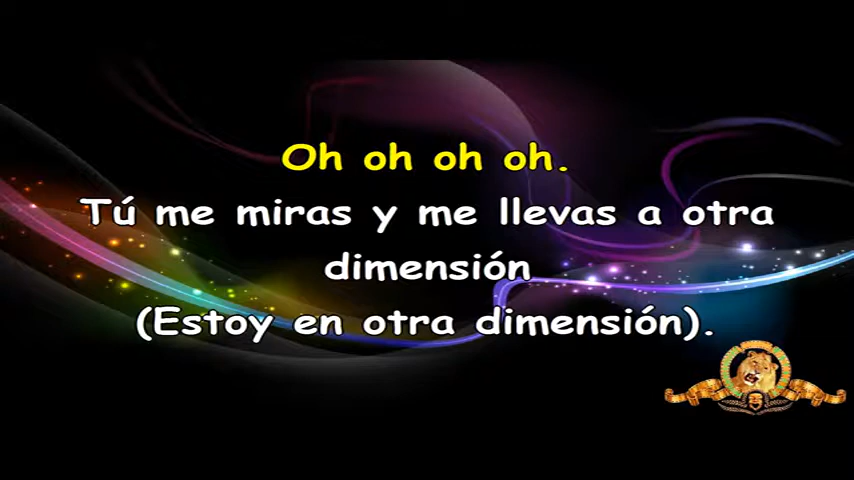 Oh oh oh oh.
Tú me miras y me llevas a otra
dimensión
(Estoy en otra dimensión).